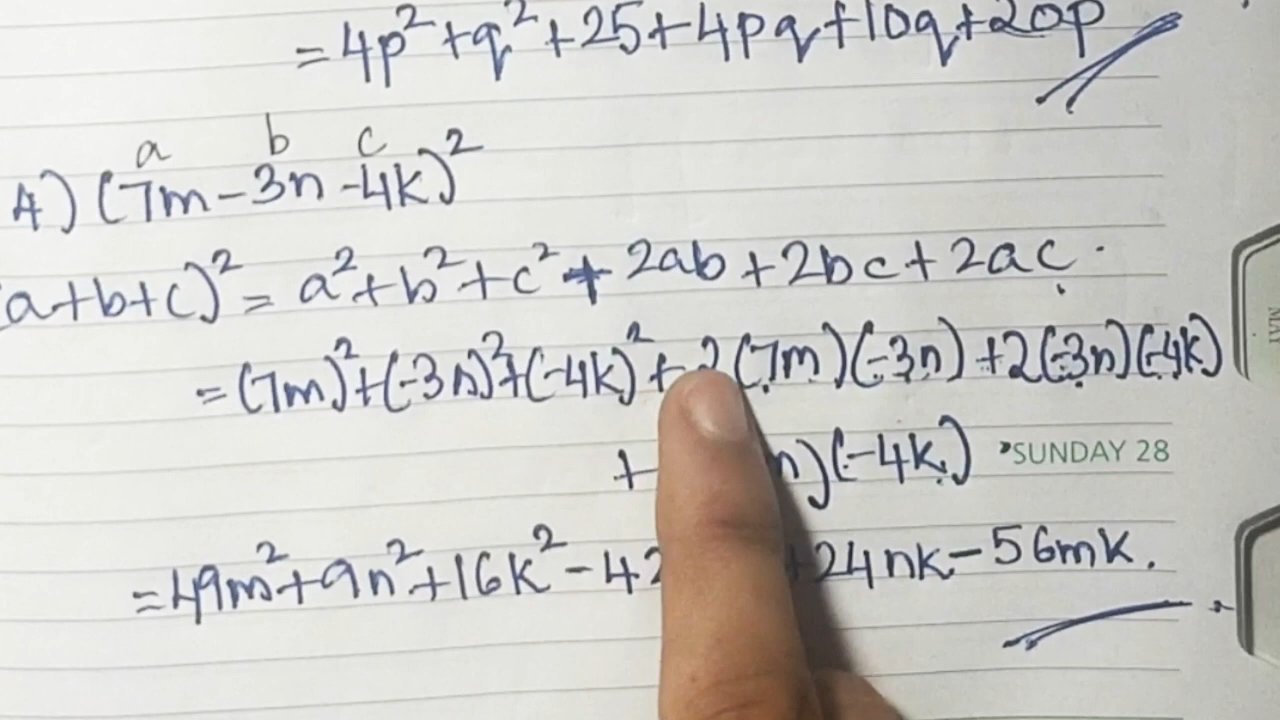 = 4p² + q² + 25 + 4pq + 10q + 20p
a b c
4) (7m - 3n - 4k)²
(a+b+c)² = a² + b² + c² + 2ab + 2bc + 2ac.
= (7m)² + (-3n)² + (-4k)² + 2(7m)(-3n) + 2(-3n)(-4k)
+ )(-4k) SUNDAY 28
= 49m² + 9n² + 16k² - 42 + 24nk - 56mk.